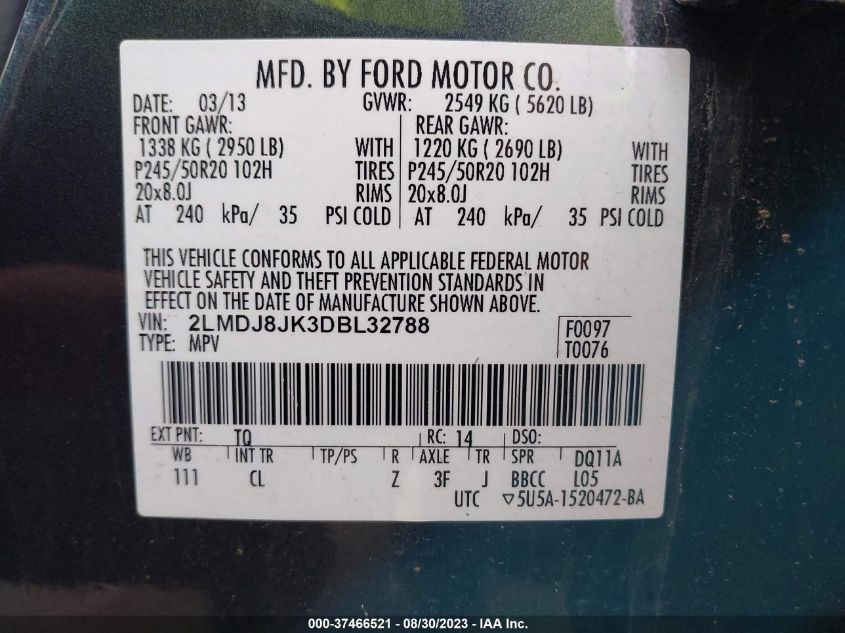 MFD. BY FORD MOTOR CO.
DATE: 03/13 GVWR: 2549 KG ( 5620 LB)
FRONT GAWR: REAR GAWR:
1338 KG ( 2950 LB) WITH 1220 KG ( 2690 LB) WITH
P245/50R20 102H TIRES P245/50R20 102H TIRES
20x8.0J RIMS 20x8.0J RIMS
AT 240 kPa/ 35 PSI COLD AT 240 kPa/ 35 PSI COLD
THIS VEHICLE CONFORMS TO ALL APPLICABLE FEDERAL MOTOR
VEHICLE SAFETY AND THEFT PREVENTION STANDARDS IN
EFFECT ON THE DATE OF MANUFACTURE SHOWN ABOVE.
VIN: 2LMDJ8JK3DBL32788 F0097
TYPE: MPV T0076
EXT PNT: TQ RC: 14 DSO:
WB INT TR TP/PS R AXLE TR SPR DQ11A
111 CL Z 3F J BBCC L05
UTC ▽5U5A-1520472-BA
000-37466521 - 08/30/2023 - IAA Inc.